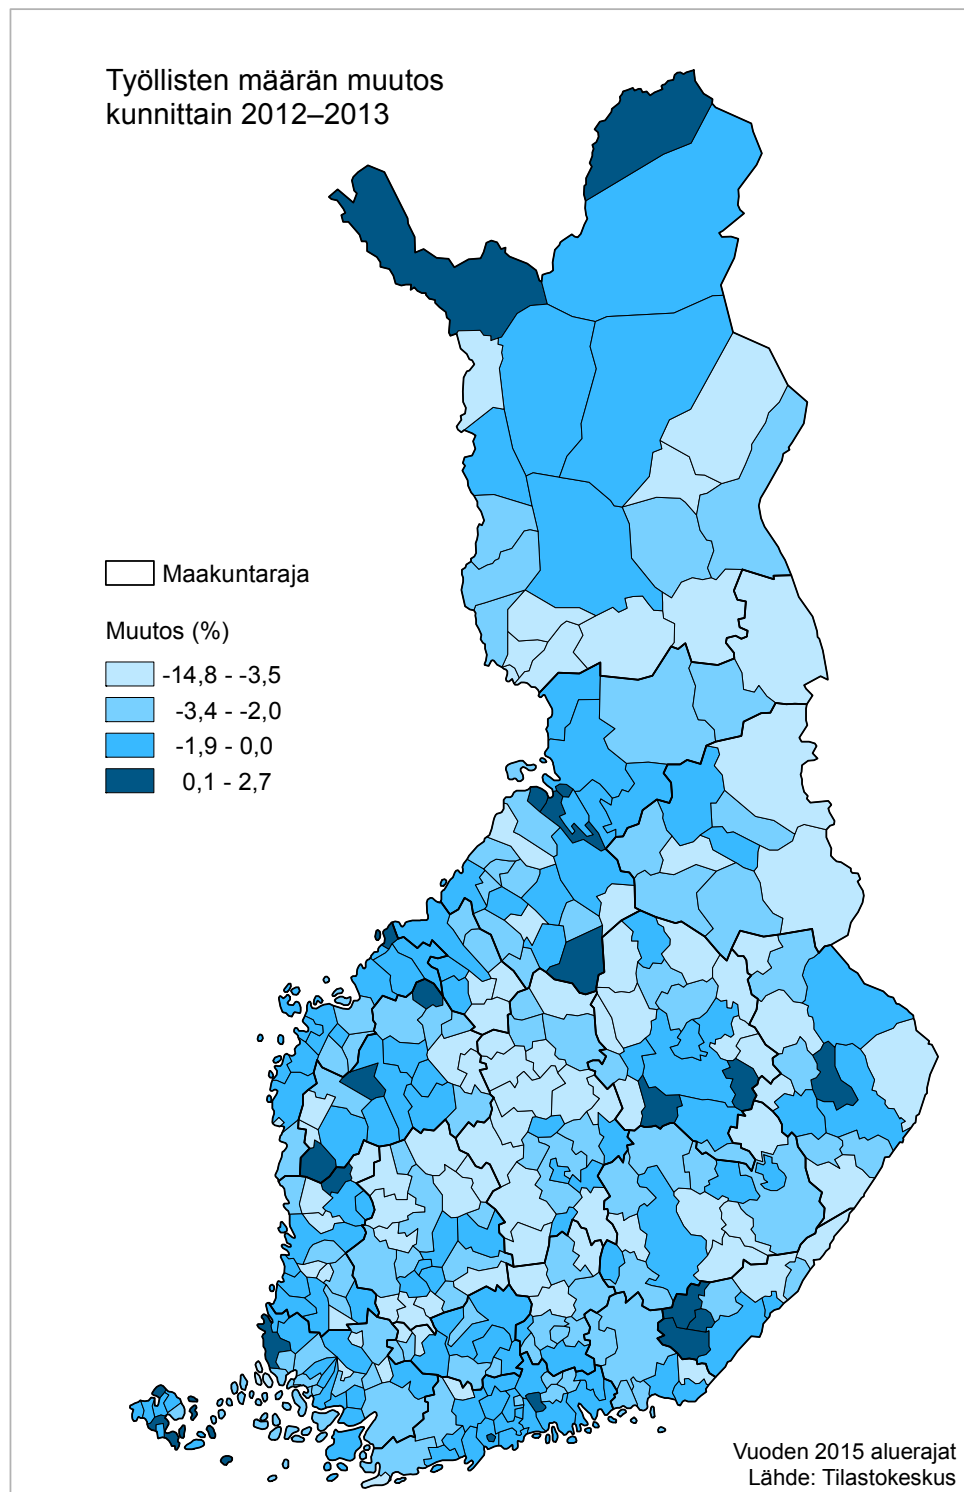 Työllisten määrän muutos
kunnittain 2012–2013
Maakuntaraja
Muutos (%)
-14,8 - -3,5
-3,4 - -2,0
-1,9 - 0,0
0,1 - 2,7
Vuoden 2015 aluerajat
Lähde: Tilastokeskus